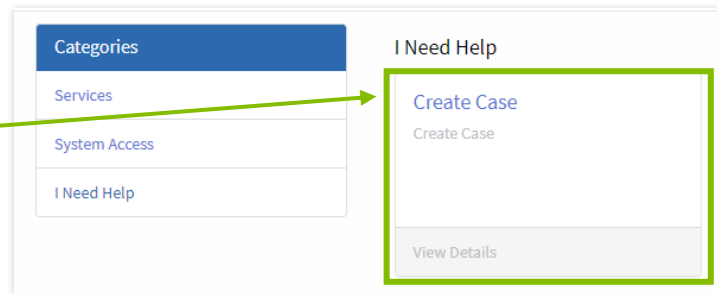 Categories
Services
System Access
I Need Help
I Need Help
Create Case
Create Case
View Details